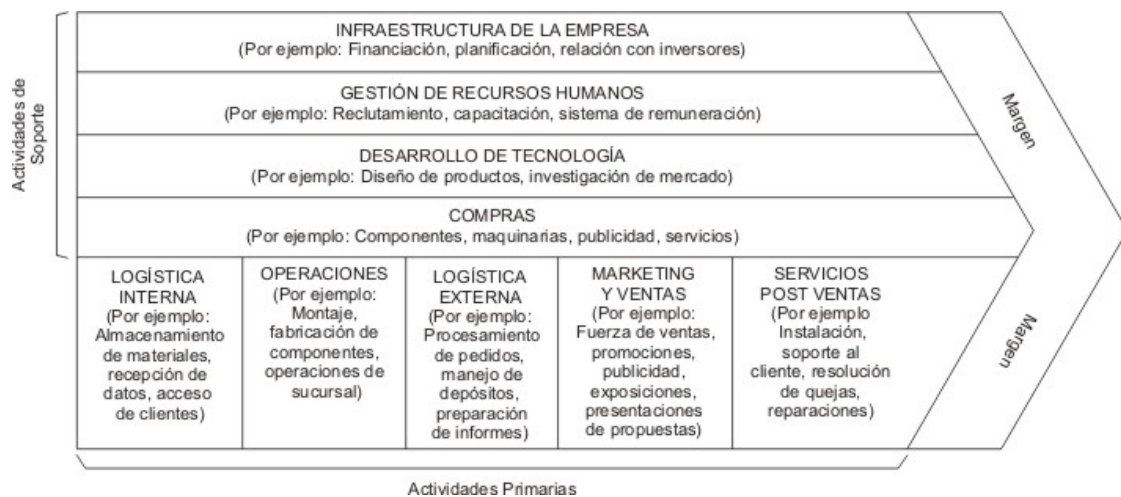 Actividades de
Soporte
INFRAESTRUCTURA DE LA EMPRESA
(Por ejemplo: Financiación, planificación, relación con inversores)
GESTIÓN DE RECURSOS HUMANOS
(Por ejemplo: Reclutamiento, capacitación, sistema de remuneración)
DESARROLLO DE TECNOLOGÍA
(Por ejemplo: Diseño de productos, investigación de mercado)
COMPRAS
(Por ejemplo: Componentes, maquinarias, publicidad, servicios)
LOGÍSTICA
INTERNA
(Por ejemplo:
Almacenamiento
de materiales,
recepción de
datos, acceso
de clientes)
OPERACIONES
(Por ejemplo:
Montaje,
fabricación de
componentes,
operaciones de
sucursal)
LOGÍSTICA
EXTERNA
(Por ejemplo:
Procesamiento
de pedidos,
manejo de
depósitos,
preparación
de informes)
MARKETING
Y VENTAS
(Por ejemplo:
Fuerza de ventas,
promociones,
publicidad,
exposiciones,
presentaciones
de propuestas)
SERVICIOS
POST VENTAS
(Por ejemplo
Instalación,
soporte al
cliente, resolución
de quejas,
reparaciones)
Margen
Margen
Actividades Primarias